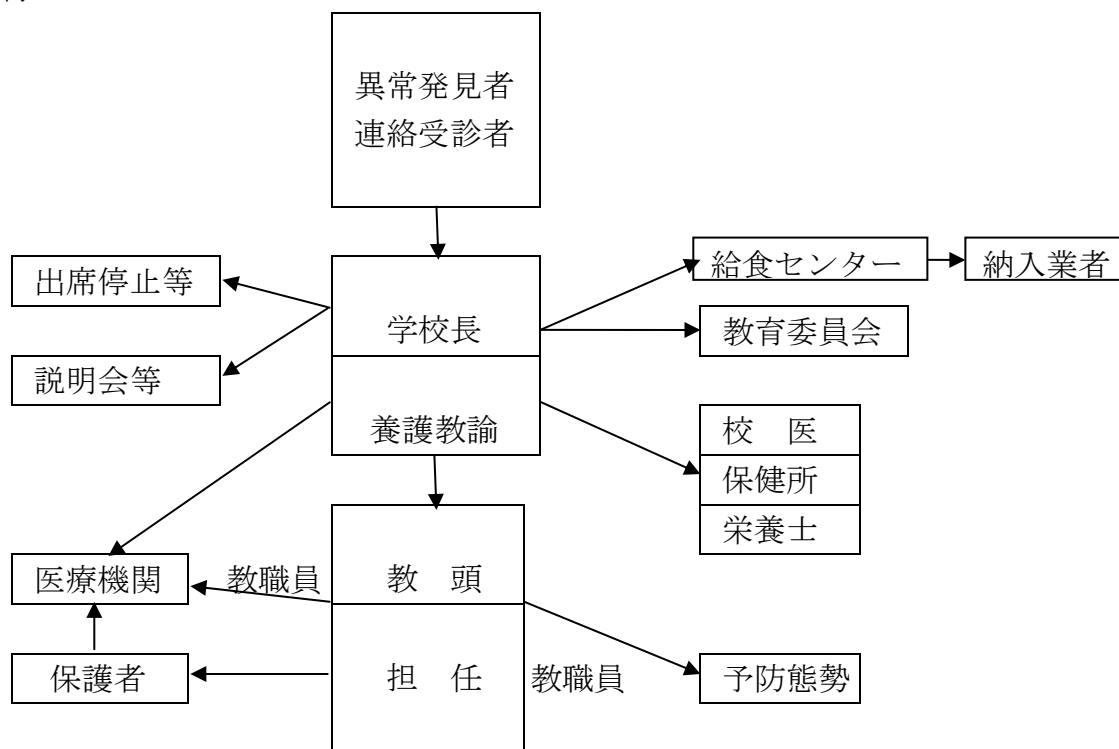 異常発見者
連絡受診者
出席停止等
給食センター
納入業者
学校長
教育委員会
説明会等
養護教諭
校　医
保健所
栄養士
医療機関
教職員
教　頭
保護者
担　任
教職員
予防態勢